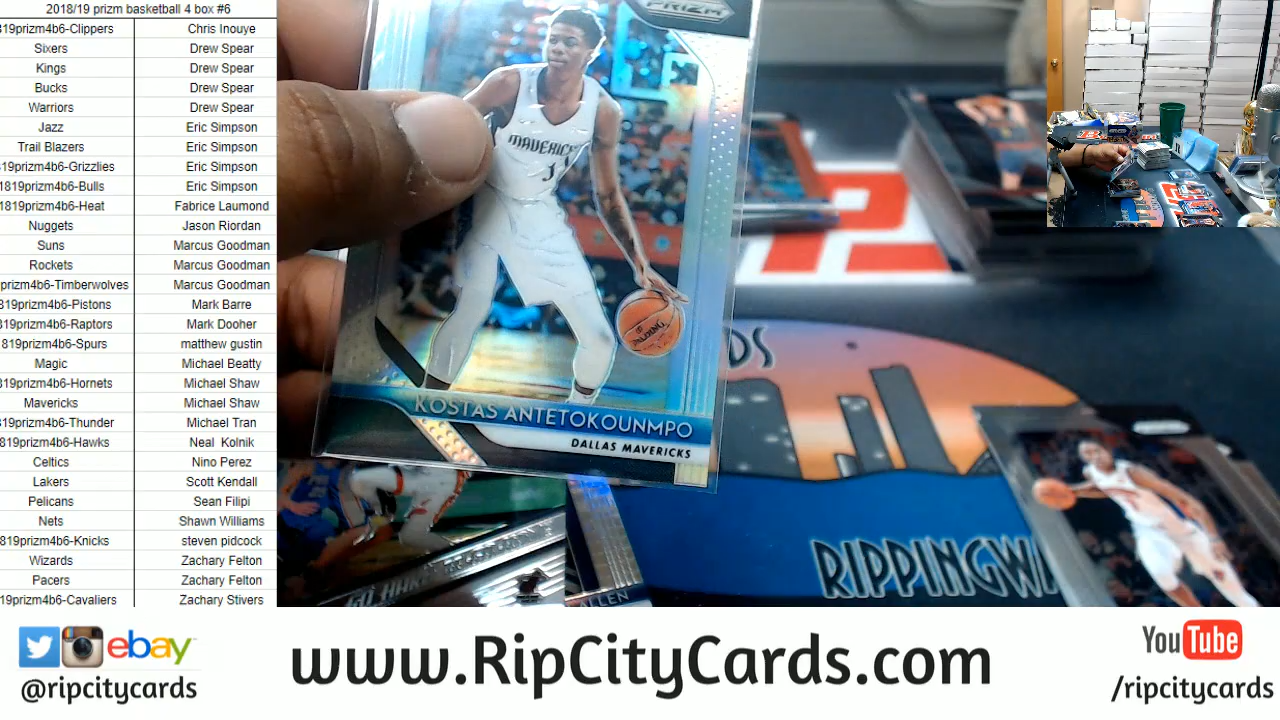 2018/19 prizm basketball 4 box #6
819prizm4b6-Clippers Chris Inouye
Sixers Drew Spear
Kings Drew Spear
Bucks Drew Spear
Warriors Drew Spear
Jazz Eric Simpson
Trail Blazers Eric Simpson
819prizm4b6-Grizzlies Eric Simpson
1819prizm4b6-Bulls Eric Simpson
1819prizm4b6-Heat Fabrice Laumond
Nuggets Jason Riordan
Suns Marcus Goodman
Rockets Marcus Goodman
prizm4b6-Timberwolves Marcus Goodman
819prizm4b6-Pistons Mark Barre
819prizm4b6-Raptors Mark Dooher
819prizm4b6-Spurs matthew gustin
Magic Michael Beatty
819prizm4b6-Hornets Michael Shaw
Mavericks Michael Shaw
819prizm4b6-Thunder Michael Tran
819prizm4b6-Hawks Neal Kolnik
Celtics Nino Perez
Lakers Scott Kendall
Pelicans Sean Filipi
Nets Shawn Williams
819prizm4b6-Knicks steven pidcock
Wizards Zachary Felton
Pacers Zachary Felton
19prizm4b6-Cavaliers Zachary Stivers
PRIZM
MAVERICKS
KOSTAS ANTETOKOUNMPO
DALLAS MAVERICKS
DS
RIPPINGWA
ALLEN
ebay
@ripcitycards
www.RipCityCards.com
YouTube
/ripcitycards